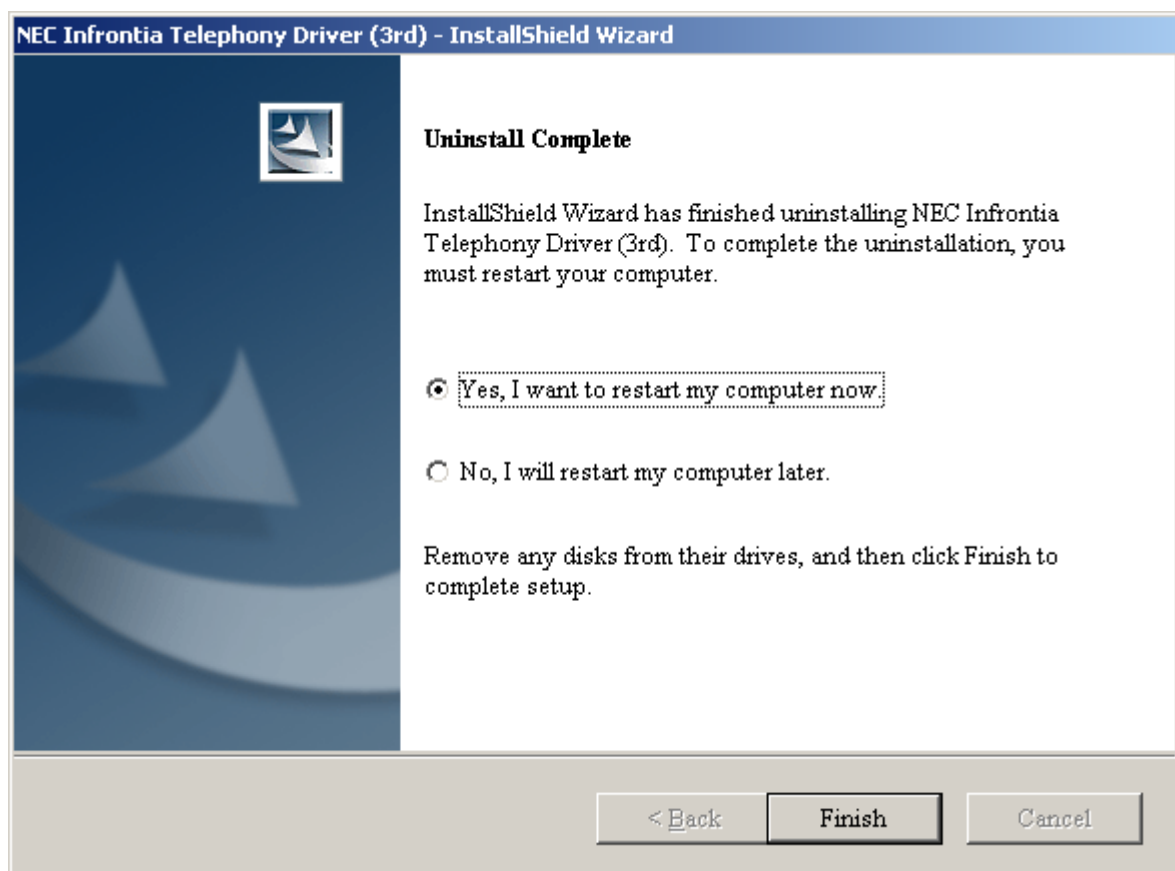 NEC Infrontia Telephony Driver (3rd) - InstallShield Wizard
Uninstall Complete
InstallShield Wizard has finished uninstalling NEC Infrontia
Telephony Driver (3rd).  To complete the uninstallation, you
must restart your computer.
Yes, I want to restart my computer now.
No, I will restart my computer later.
Remove any disks from their drives, and then click Finish to
complete setup.
< Back Finish Cancel